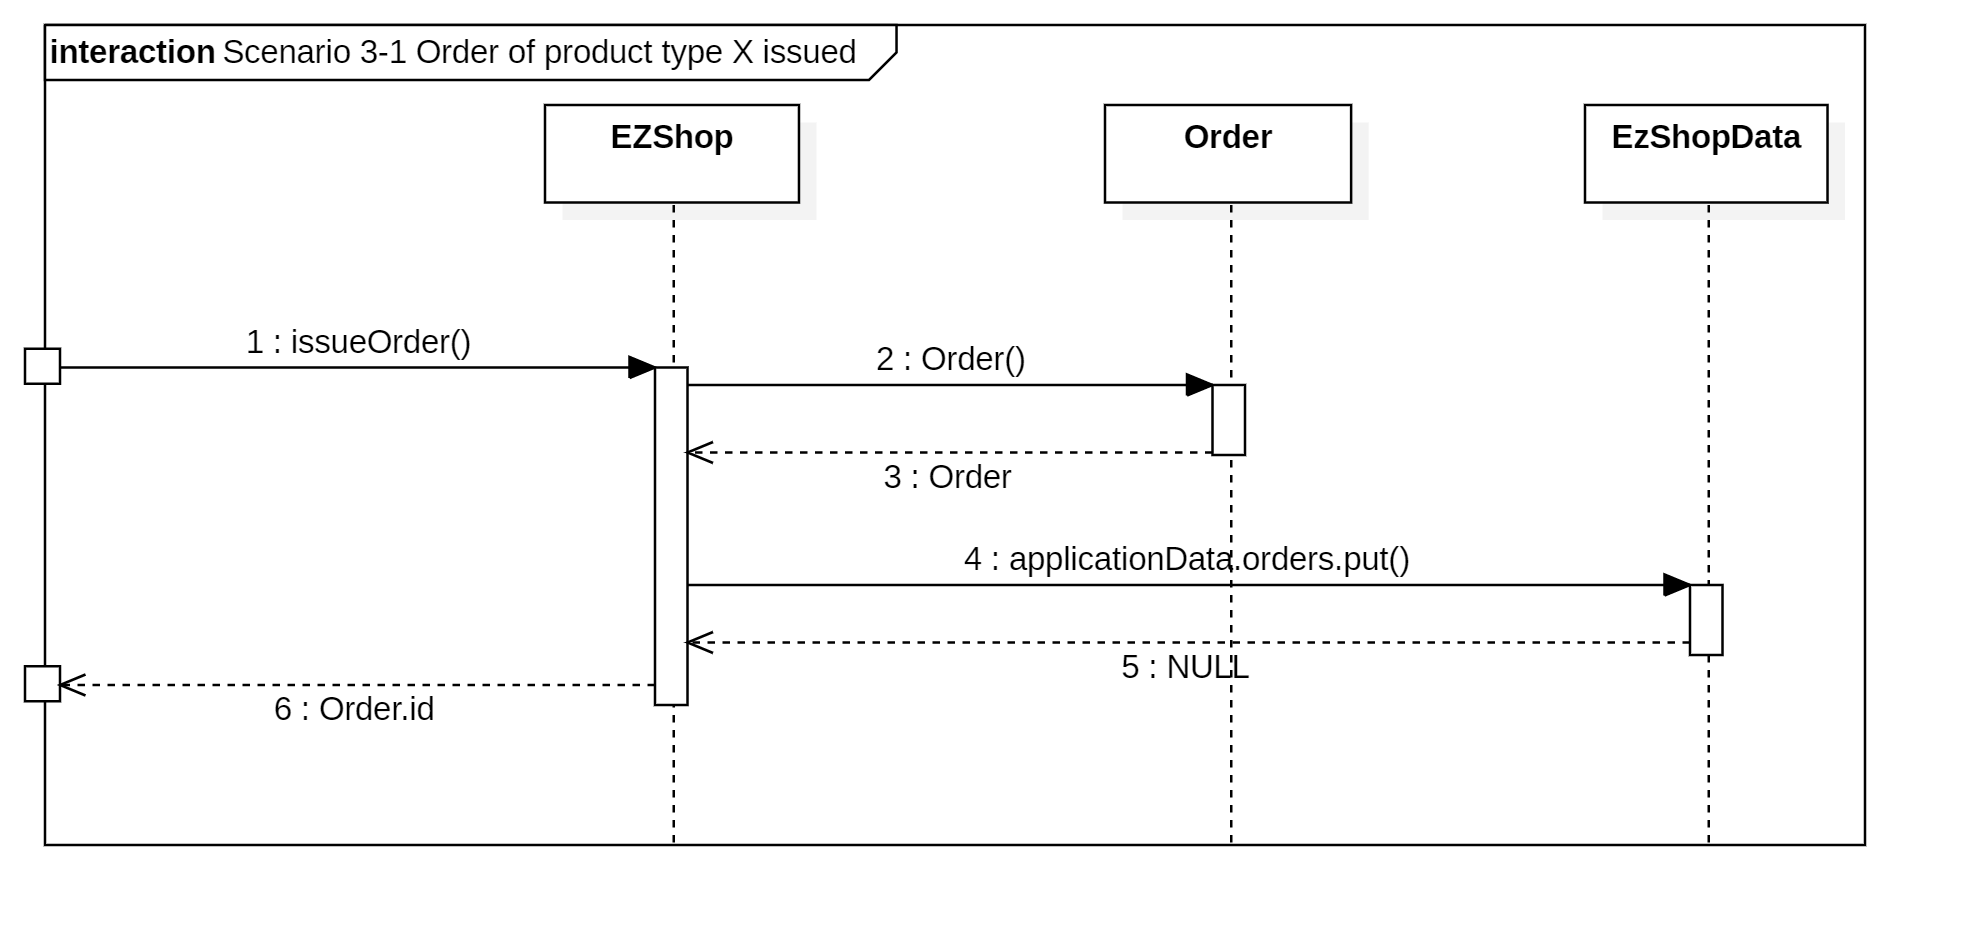 interaction Scenario 3-1 Order of product type X issued
EZShop
Order
EzShopData
1 : issueOrder()
2 : Order()
3 : Order
4 : applicationData.orders.put()
5 : NULL
6 : Order.id